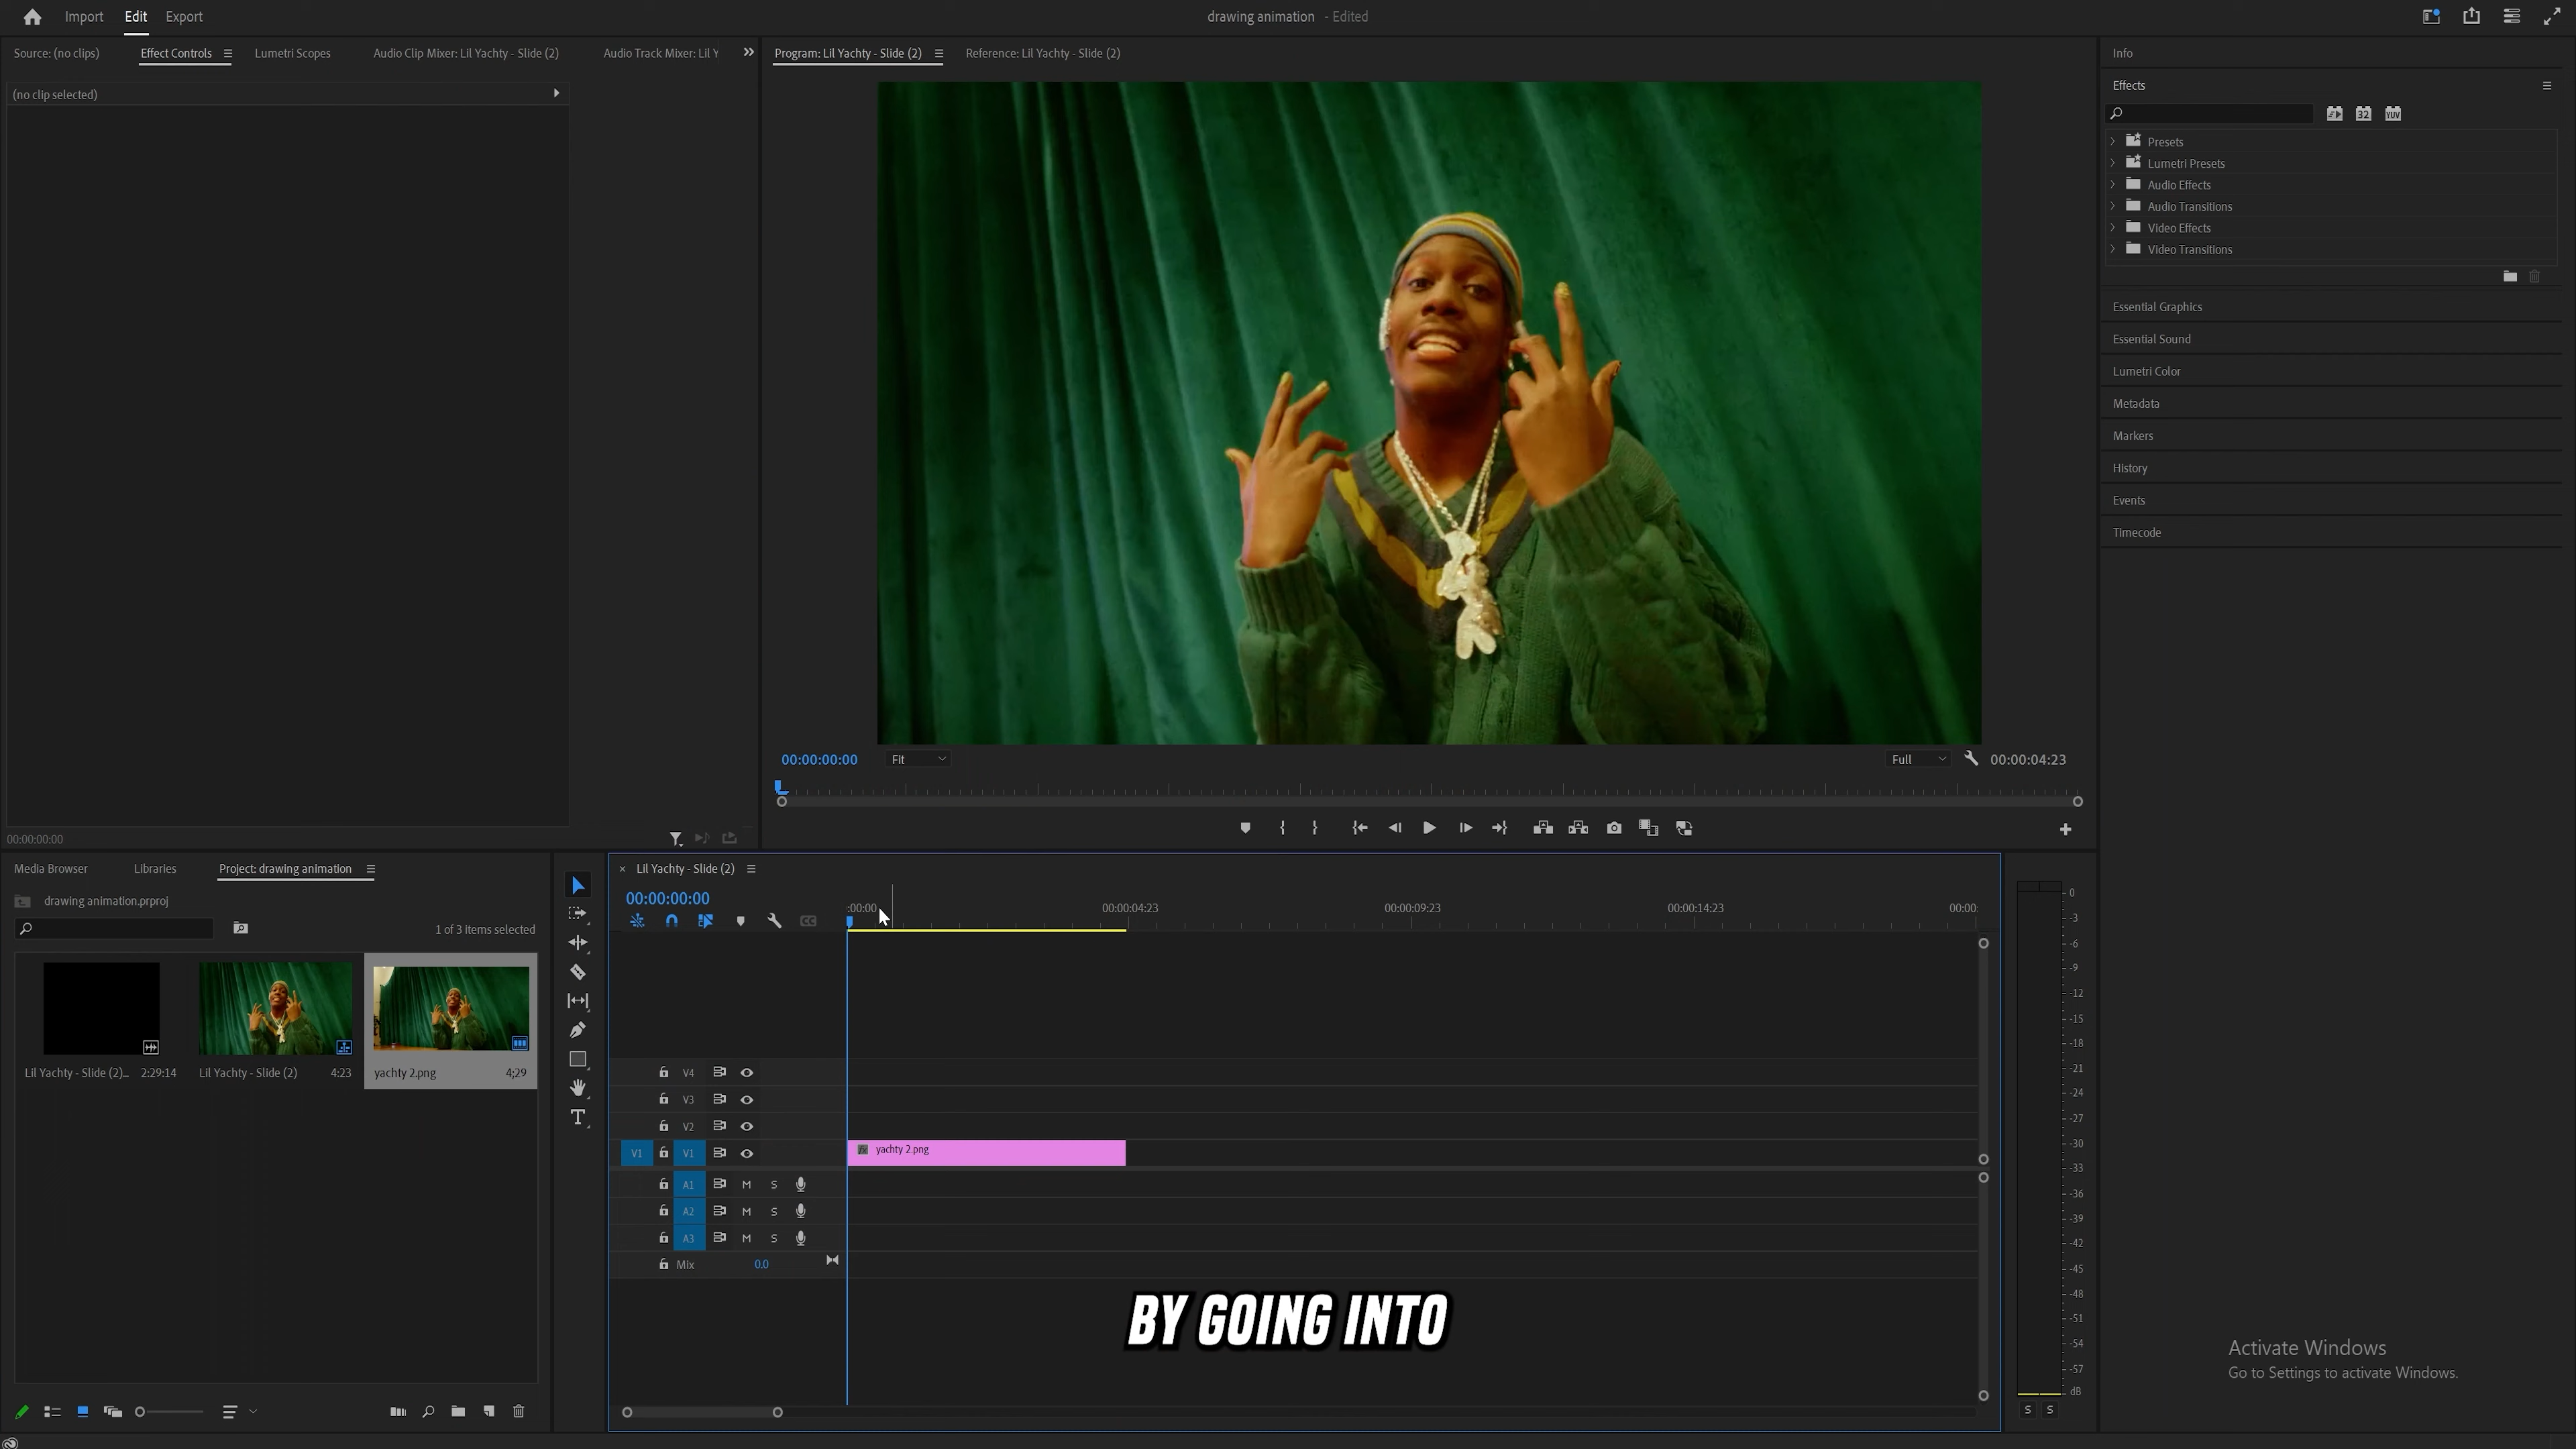 Import Edit Export
drawing animation - Edited
Source: (no clips) Effect Controls Lumetri Scopes Audio Clip Mixer: Lil Yachty - Slide (2) Audio Track Mixer: Lil Y
Program: Lil Yachty - Slide (2) Reference: Lil Yachty - Slide (2)
(no clip selected)
00:00:00:00
00:00:00:00 Fit Full 00:00:04:23
Info
Effects
32 YUV
Presets
Lumetri Presets
Audio Effects
Audio Transitions
Video Effects
Video Transitions
Essential Graphics
Essential Sound
Lumetri Color
Metadata
Markers
History
Events
Timecode
Media Browser Libraries Project: drawing animation
drawing animation.prproj
1 of 3 items selected
Lil Yachty - Slide (2)... 2:29:14
Lil Yachty - Slide (2) 4:23
yachty 2.png 4;29
× Lil Yachty - Slide (2)
00:00:00:00
:00:00 00:00:04:23 00:00:09:23 00:00:14:23 00:00:
CC
V4
V3
V2
V1 V1 yachty 2.png
A1 M S
A2 M S
A3 M S
Mix 0.0
BY GOING INTO
0
-3
-6
-9
-12
-15
-18
-21
-24
-27
-30
-33
-36
-39
-42
-45
-48
-51
-54
-57
dB
S S
Activate Windows
Go to Settings to activate Windows.